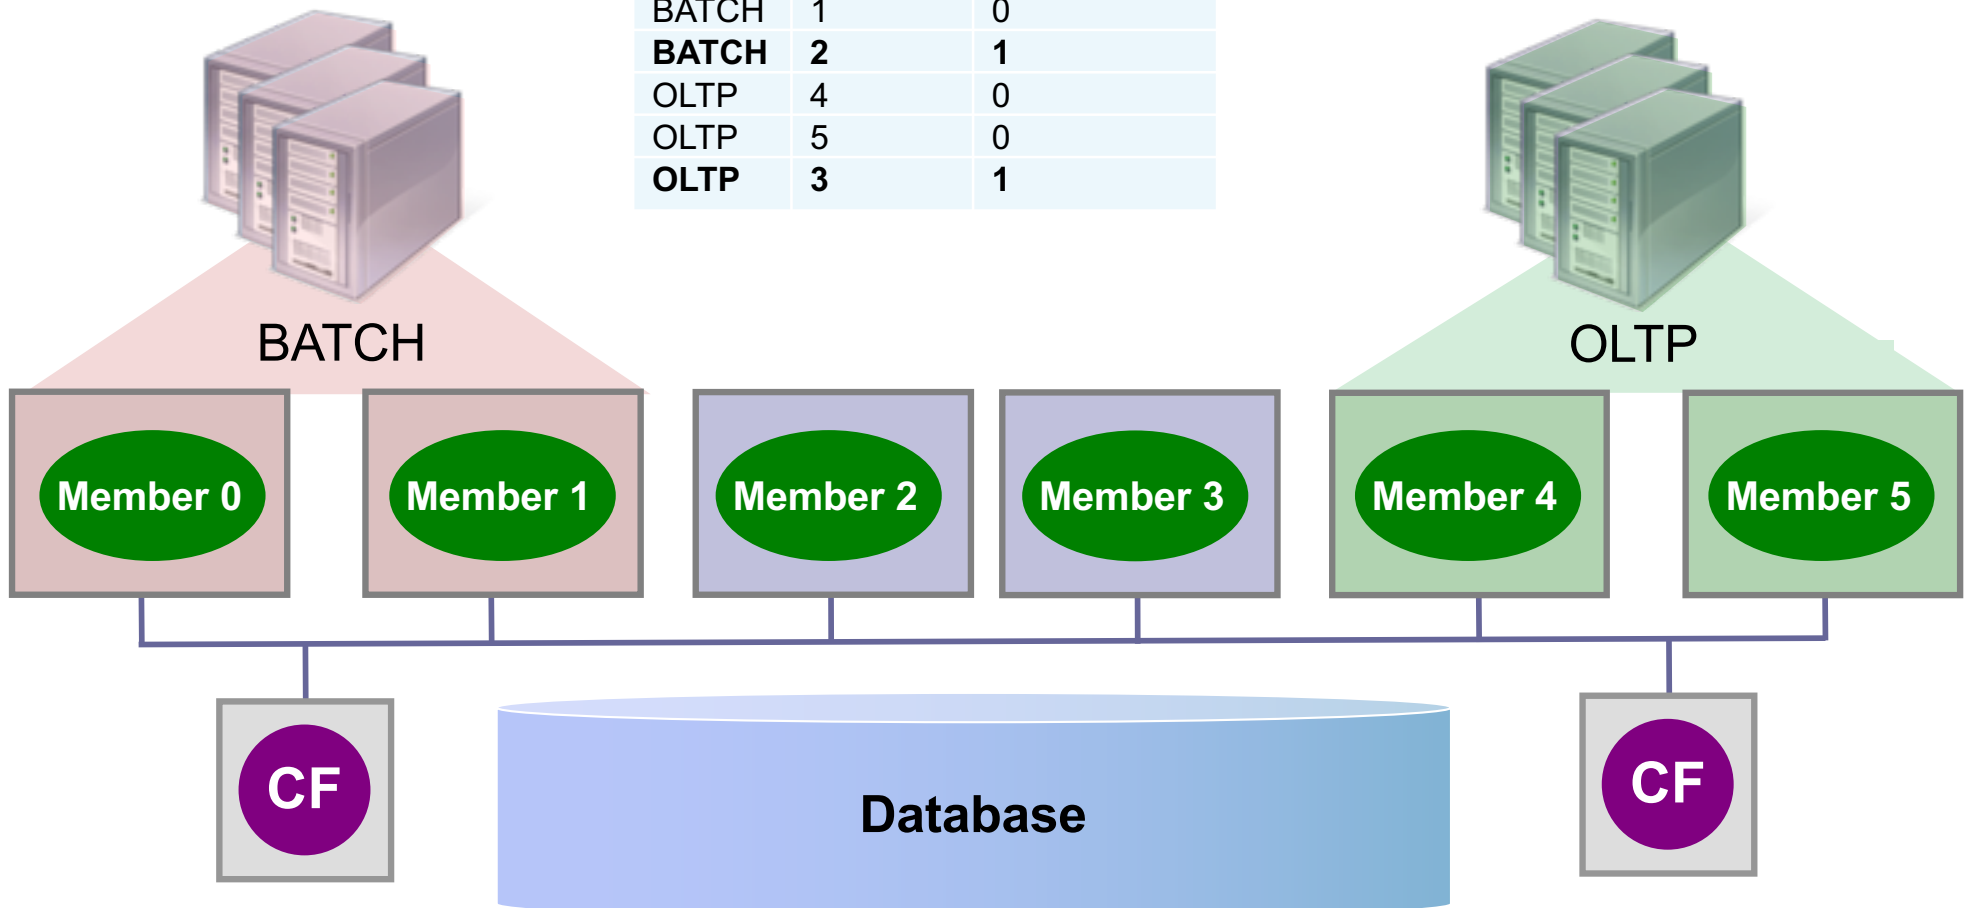 BATCH 1 0
BATCH 2 1
OLTP 4 0
OLTP 5 0
OLTP 3 1
BATCH
OLTP
Member 0
Member 1
Member 2
Member 3
Member 4
Member 5
CF
CF
Database